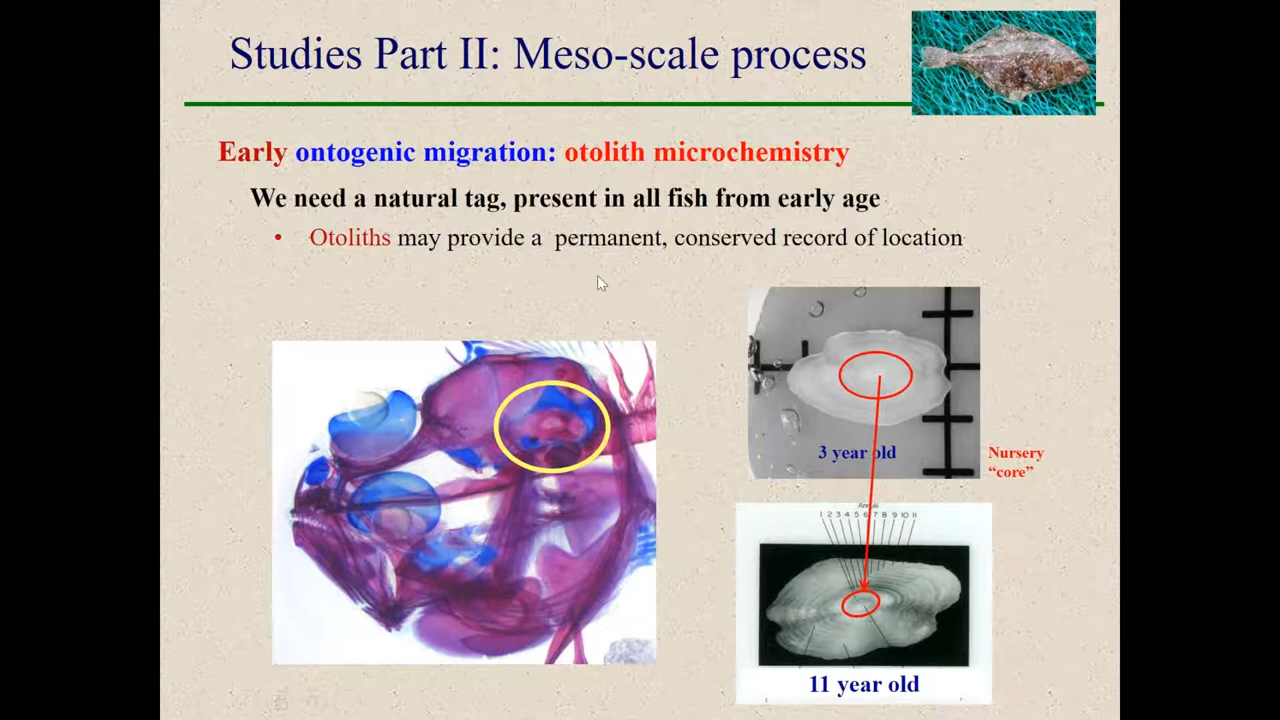 Studies Part II: Meso-scale process
Early ontogenic migration: otolith microchemistry
We need a natural tag, present in all fish from early age
• Otoliths may provide a permanent, conserved record of location
3 year old
Nursery
“core”
1 2 3 4 5 6 7 8 9 10 11
11 year old